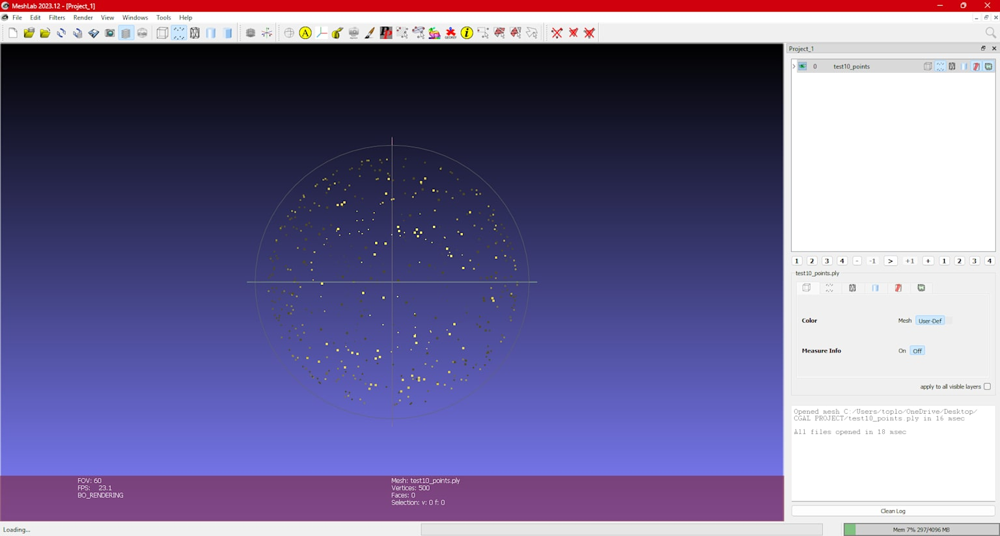 MeshLab 2023.12 - [Project_1]
File Edit Filters Render View Windows Tools Help
A
Pp
GEOREF
i
Project_1
0 test10_points
1 2 3 4 - -1 > +1 + 1 2 3 4
test10_points.ply
Color Mesh User-Def
Measure Info On Off
apply to all visible layers
Opened mesh C:/Users/toplo/OneDrive/Desktop/
CGAL PROJECT/test10_points.ply in 16 msec
All files opened in 18 msec
Clean Log
FOV: 60
FPS: 23.1
BO_RENDERING
Mesh: test10_points.ply
Vertices: 500
Faces: 0
Selection: v: 0 f: 0
Loading...
Mem 7% 297/4096 MB